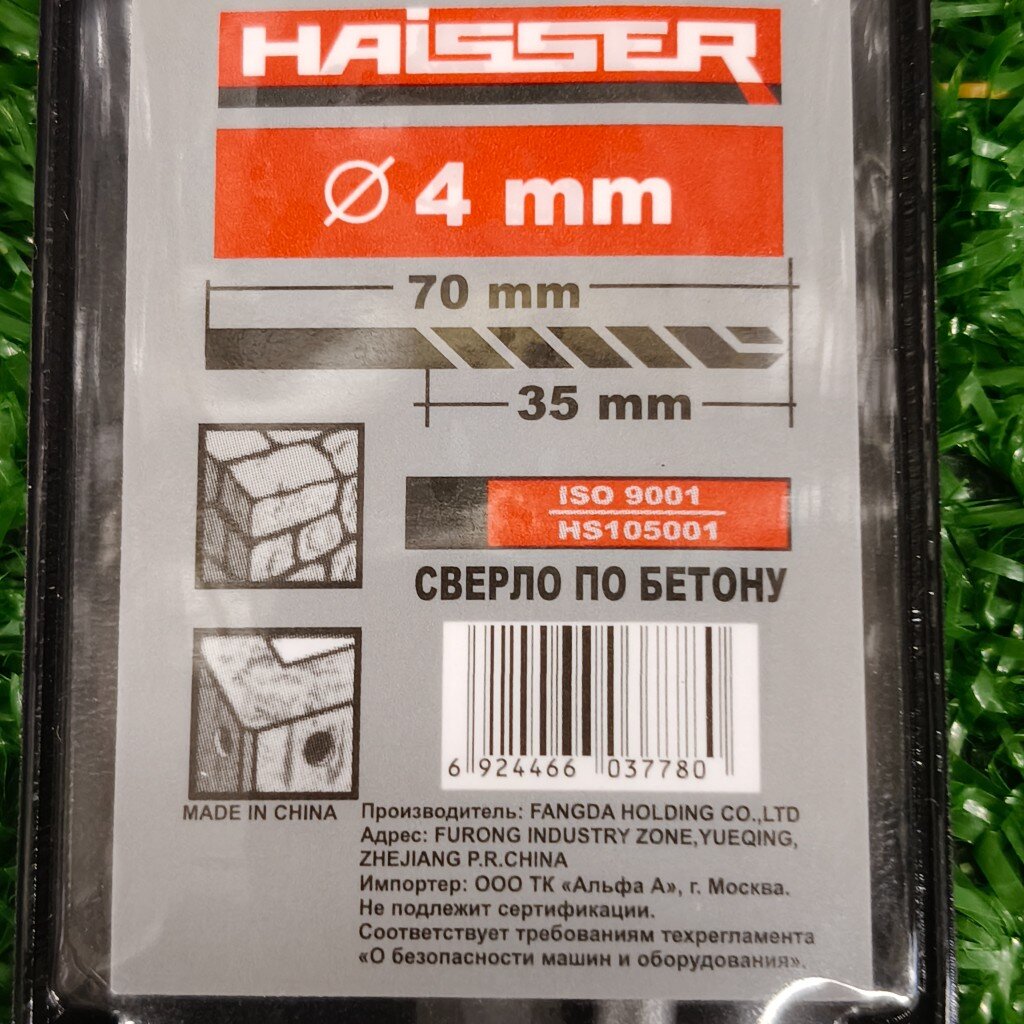 HAISSER
Ø 4 mm
70 mm
35 mm
ISO 9001
HS105001
СВЕРЛО ПО БЕТОНУ
6 924466 037780
MADE IN CHINA
Производитель: FANGDA HOLDING CO.,LTD
Адрес: FURONG INDUSTRY ZONE,YUEQING,
ZHEJIANG P.R.CHINA
Импортер: ООО ТК «Альфа А», г. Москва.
Не подлежит сертификации.
Соответствует требованиям техрегламента
«О безопасности машин и оборудования».